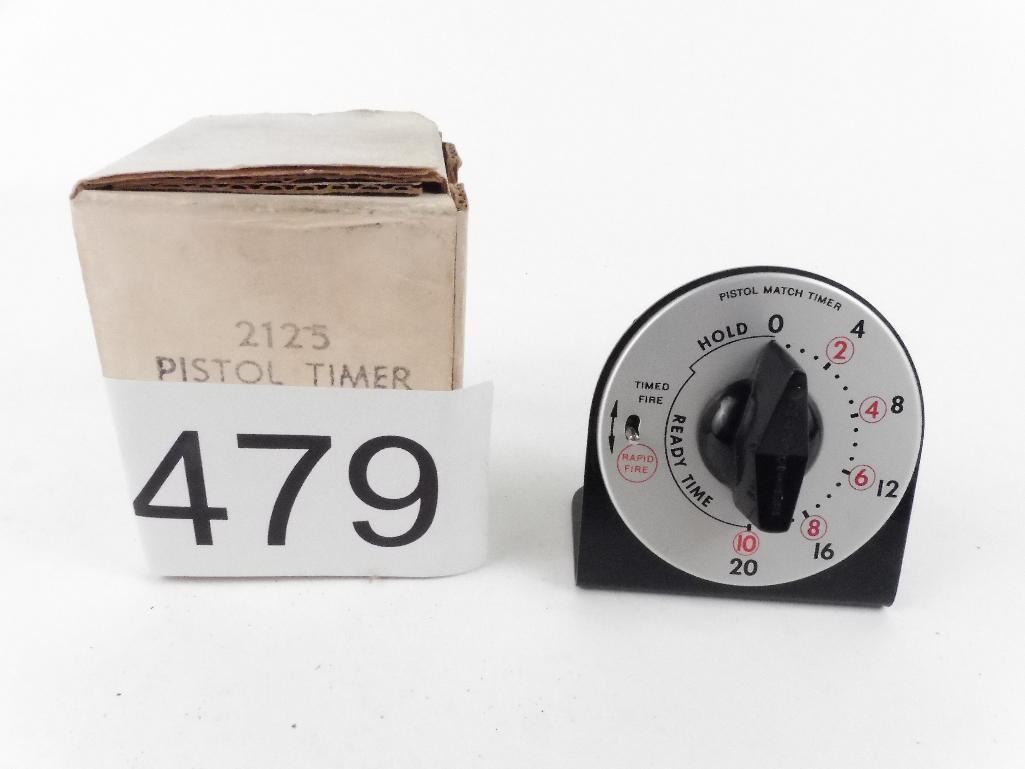 2125
PISTOL TIMER
479
PISTOL MATCH TIMER
HOLD
0
4
2
8
4
12
6
16
8
20
10
TIMED
FIRE
RAPID
FIRE
READY TIME